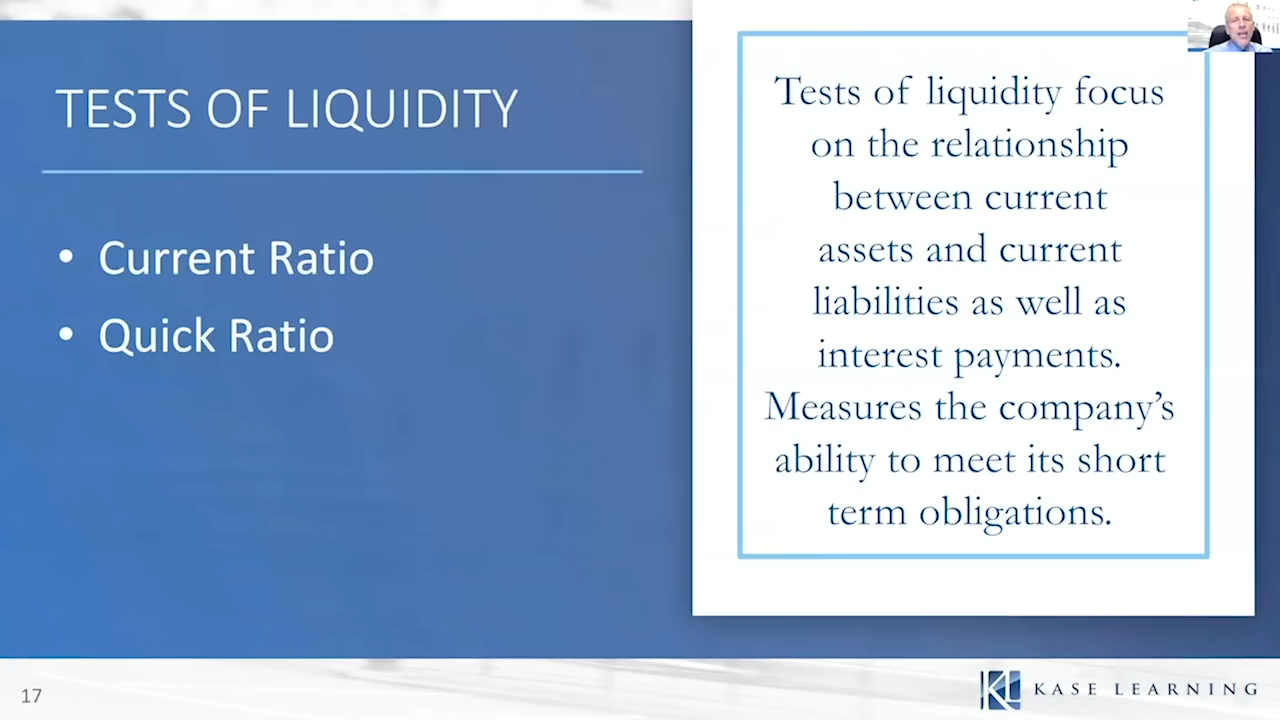 TESTS OF LIQUIDITY
• Current Ratio
• Quick Ratio
Tests of liquidity focus
on the relationship
between current
assets and current
liabilities as well as
interest payments.
Measures the company’s
ability to meet its short
term obligations.
17
KL KASE LEARNING